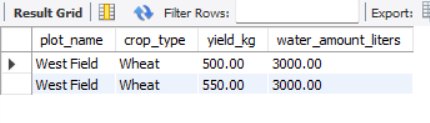 Result Grid Filter Rows: Export:
plot_name crop_type yield_kg water_amount_liters
West Field Wheat 500.00 3000.00
West Field Wheat 550.00 3000.00